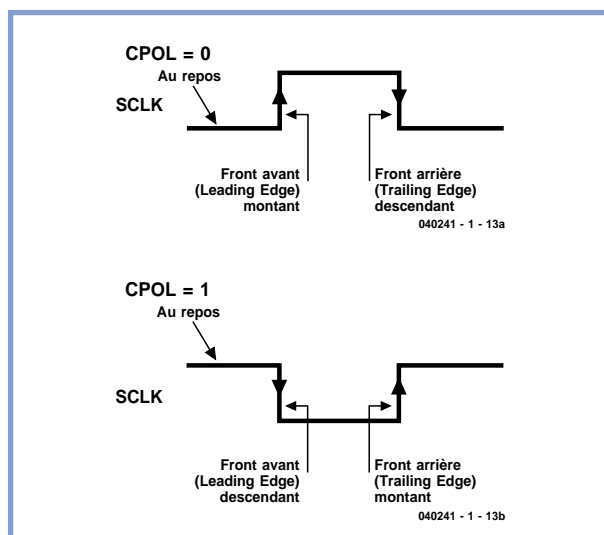 CPOL = 0
Au repos
SCLK
Front avant
(Leading Edge)
montant
Front arrière
(Trailing Edge)
descendant
040241 - 1 - 13a
CPOL = 1
Au repos
SCLK
Front avant
(Leading Edge)
descendant
Front arrière
(Trailing Edge)
montant
040241 - 1 - 13b